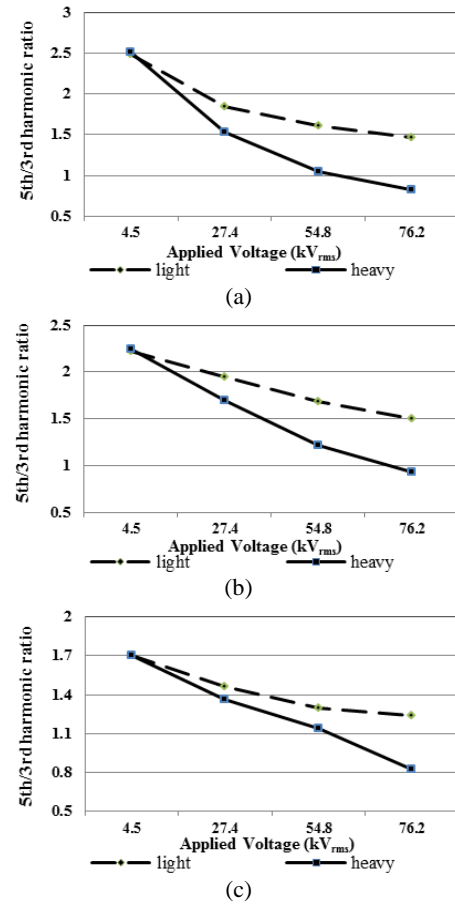 3
2.5
2
1.5
1
0.5
5th/3rd harmonic ratio
4.5 27.4 54.8 76.2
Applied Voltage (kVrms)
light heavy
(a)
2.5
2
1.5
1
0.5
5th/3rd harmonic ratio
4.5 27.4 54.8 76.2
Applied Voltage (kVrms)
light heavy
(b)
2
1.7
1.4
1.1
0.8
0.5
5th/3rd harmonic ratio
4.5 27.4 54.8 76.2
Applied Voltage (kVrms)
light heavy
(c)